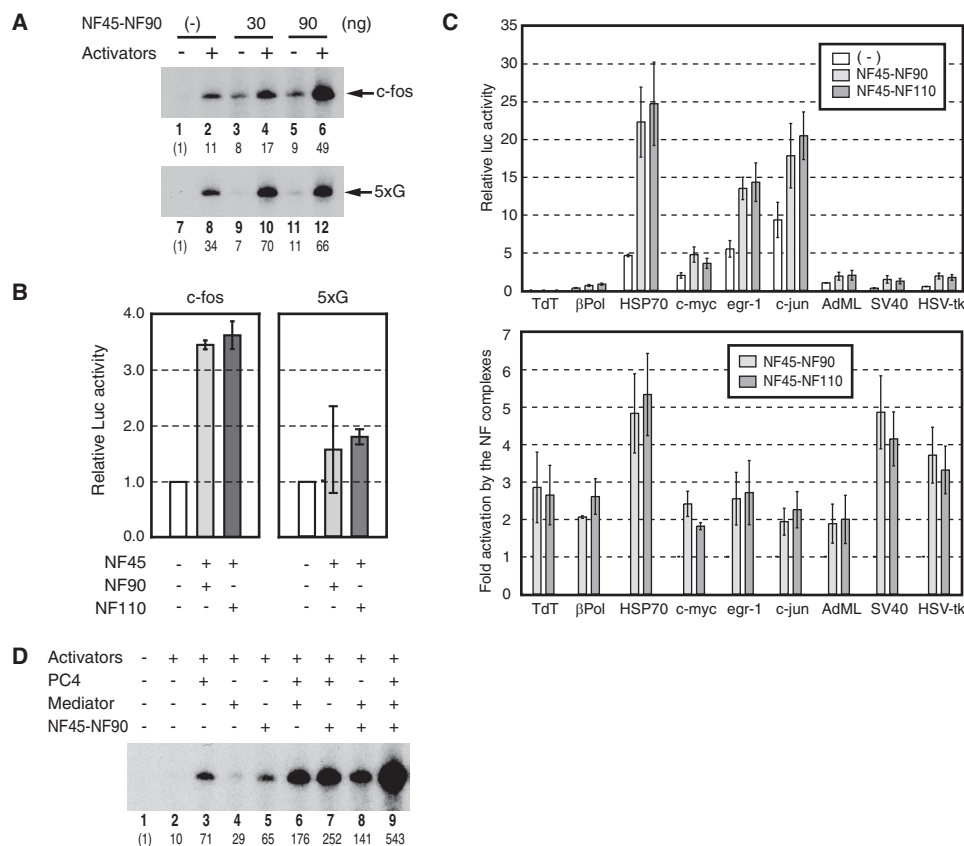 A
NF45-NF90 (-) 30 90 (ng)
Activators - + - + - +
c-fos
1 2 3 4 5 6
(1) 11 8 17 9 49
5xG
7 8 9 10 11 12
(1) 34 7 70 11 66
B
c-fos 5xG
Relative Luc activity
4.0
3.0
2.0
1.0
0.0
NF45 - + + - + +
NF90 - + - - + -
NF110 - - + - - +
C
Relative luc activity
35
30
25
20
15
10
5
0
(-)
NF45-NF90
NF45-NF110
TdT βPol HSP70 c-myc egr-1 c-jun AdML SV40 HSV-tk
Fold activation by the NF complexes
7
6
5
4
3
2
1
0
NF45-NF90
NF45-NF110
TdT βPol HSP70 c-myc egr-1 c-jun AdML SV40 HSV-tk
D
Activators - + + + + + + + +
PC4 - - + - - + + - +
Mediator - - - + - + - + +
NF45-NF90 - - - - + - + + +
1 2 3 4 5 6 7 8 9
(1) 10 71 29 65 176 252 141 543